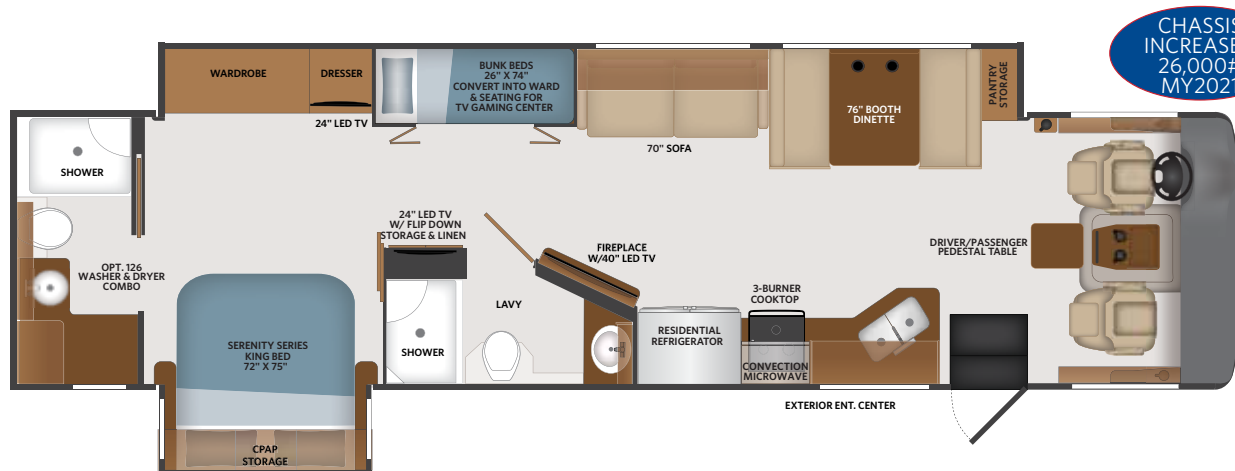 CHASSIS
INCREASE
26,000#
MY2021
WARDROBE
DRESSER
24" LED TV
BUNK BEDS
26" X 74"
CONVERT INTO WARD
& SEATING FOR
TV GAMING CENTER
70" SOFA
76" BOOTH
DINETTE
PANTRY
STORAGE
SHOWER
OPT. 126
WASHER & DRYER
COMBO
24" LED TV
W/ FLIP DOWN
STORAGE & LINEN
FIREPLACE
W/40" LED TV
DRIVER/PASSENGER
PEDESTAL TABLE
SERENITY SERIES
KING BED
72" X 75"
SHOWER
LAVY
RESIDENTIAL
REFRIGERATOR
3-BURNER
COOKTOP
CONVECTION
MICROWAVE
EXTERIOR ENT. CENTER
CPAP
STORAGE